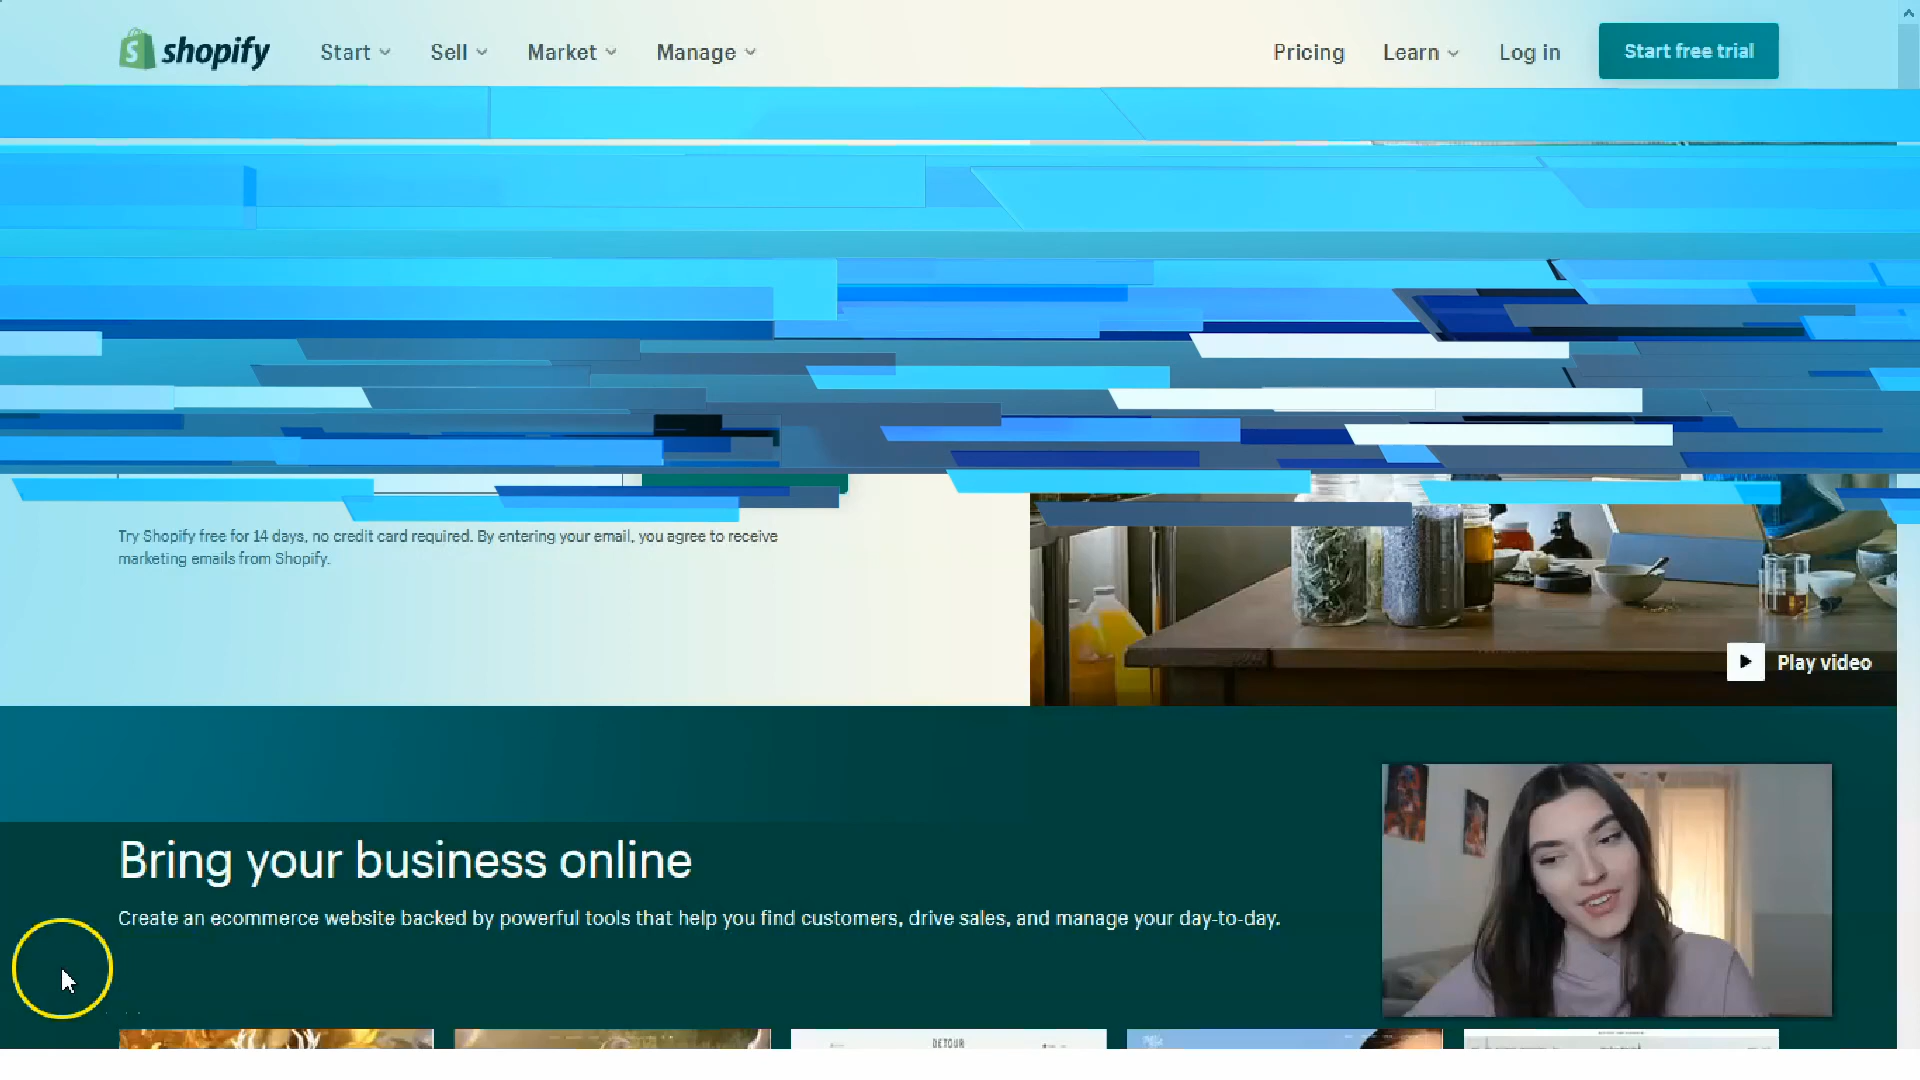 shopify Start Sell Market Manage Pricing Learn Log in Start free trial
Try Shopify free for 14 days, no credit card required. By entering your email, you agree to receive
marketing emails from Shopify.
Play video
Bring your business online
Create an ecommerce website backed by powerful tools that help you find customers, drive sales, and manage your day-to-day.
DETOUR